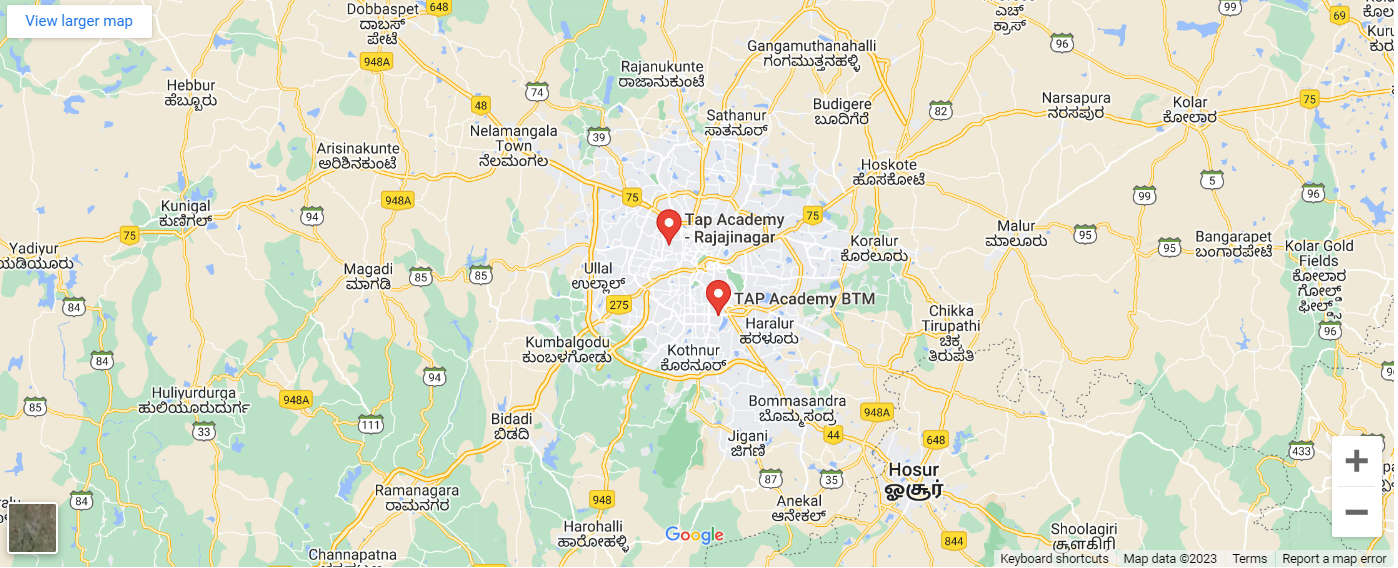 View larger map
Dobbaspet
ದಾಬಸ್
ಪೇಟೆ
648
ಎಚ್
ಕ್ರಾಸ್
99
69
948A
Gangamuthanahalli
ಗಂಗಮುತ್ತನಹಳ್ಳಿ
96
Rajanukunte
ರಾಜಾನುಕುಂಟೆ
Hebbur
ಹೆಬ್ಬೂರು
74
48
Budigere
ಬೂದಿಗೆರೆ
82
Narsapura
ನರಸಪುರ
Kolar
ಕೋಲಾರ
75
Sathanur
ಸಾತನೂರ್
Nelamangala
Town
ನೆಲಮಂಗಲ
39
Arisinakunte
ಅರಿಶಿನಕುಂಟೆ
Hoskote
ಹೊಸಕೋಟೆ
5
96
99
948A
75
Kunigal
ಕುಣಿಗಲ್
94
75
Tap Academy
- Rajajinagar
75
Malur
ಮಾಲೂರು
95
95
Bangarapet
ಬಂಗಾರಪೇಟೆ
Yadiyur
ಯಡಿಯೂರು
Koralur
ಕೊರಲೂರು
Kolar Gold
Fields
ಕೋಲಾರ
ಗೋಲ್ಡ್
ಫೀಲ್ಡ್ಸ್
Magadi
ಮಾಗಡಿ
85
85
Ullal
ಉಲ್ಲಾಳ್
84
275
TAP Academy BTM
Chikka
Tirupathi
ಚಿಕ್ಕ
ತಿರುಪತಿ
96
Haralur
ಹರಳೂರು
Kumbalgodu
ಕುಂಬಳಗೋಡು
Kothnur
ಕೊಠನೂರ್
84
94
Huliyurdurga
ಹುಲಿಯೂರುದುರ್ಗ
948A
85
Bommasandra
ಬೊಮ್ಮಸಂದ್ರ
948A
111
33
Bidadi
ಬಿಡದಿ
Jigani
ಜಿಗಣಿ
44
648
433
Hosur
ஓசூர்
87
35
Ramanagara
ರಾಮನಗರ
84
948
Anekal
ಆನೇಕಲ್
Harohalli
ಹಾರೋಹಳ್ಳಿ
Google
844
Shoolagiri
சூளகிரி
Channapatna
Keyboard shortcuts
Map data ©2023
Terms
Report a map error